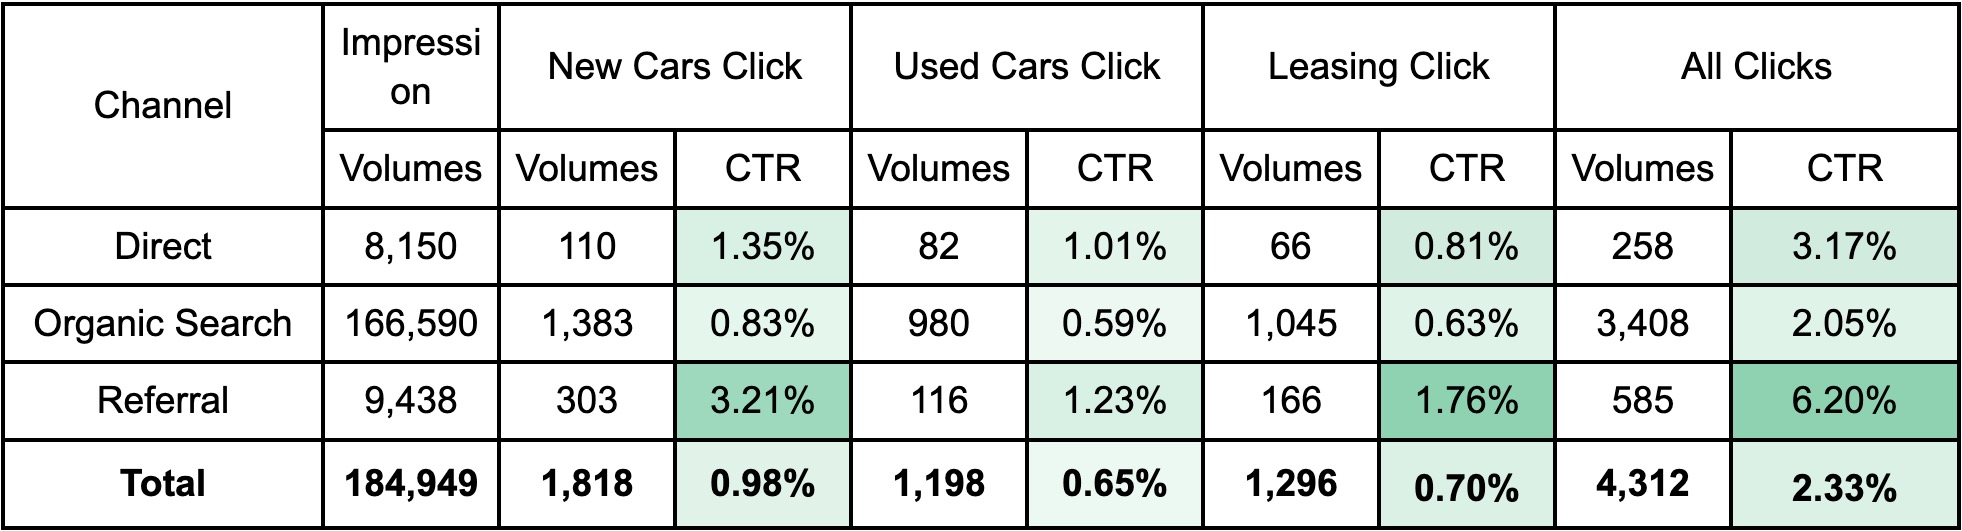 Channel Impressi
on New Cars Click Used Cars Click Leasing Click All Clicks
Volumes Volumes CTR Volumes CTR Volumes CTR Volumes CTR
Direct 8,150 110 1.35% 82 1.01% 66 0.81% 258 3.17%
Organic Search 166,590 1,383 0.83% 980 0.59% 1,045 0.63% 3,408 2.05%
Referral 9,438 303 3.21% 116 1.23% 166 1.76% 585 6.20%
Total 184,949 1,818 0.98% 1,198 0.65% 1,296 0.70% 4,312 2.33%